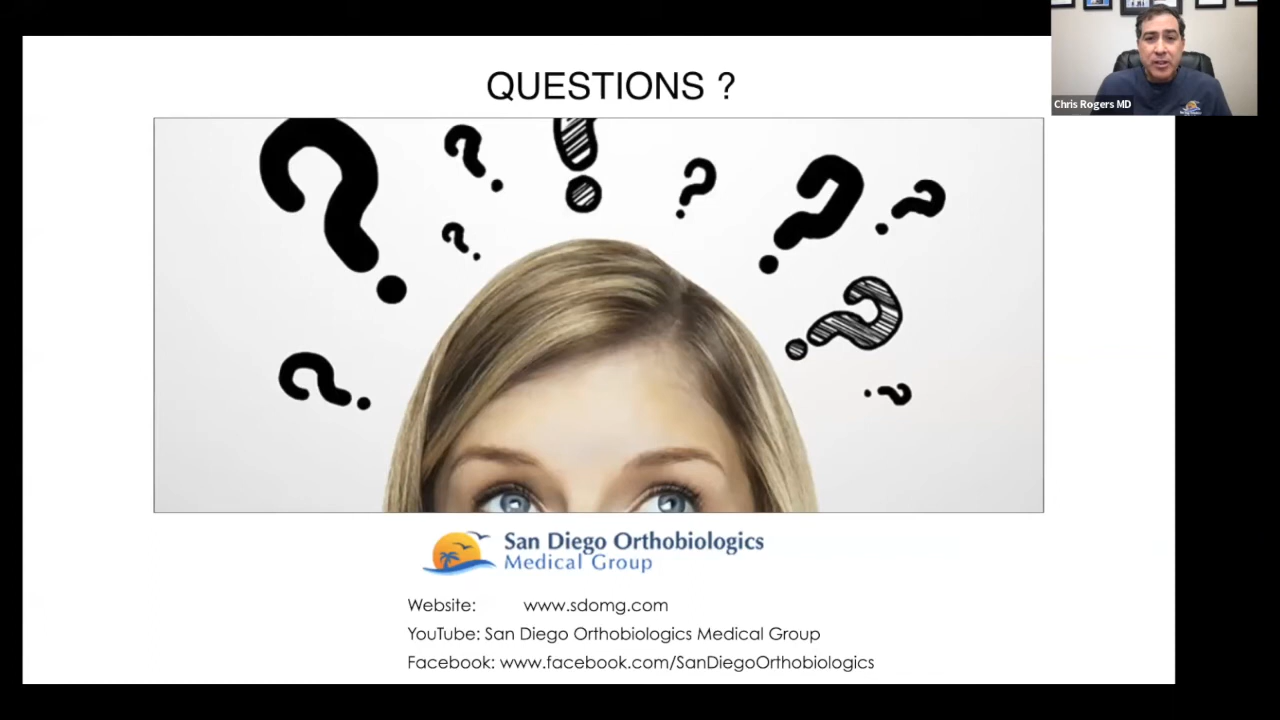 QUESTIONS ?
Chris Rogers MD
San Diego Orthobiologics
Medical Group
Website: www.sdomg.com
YouTube: San Diego Orthobiologics Medical Group
Facebook: www.facebook.com/SanDiegoOrthobiologics